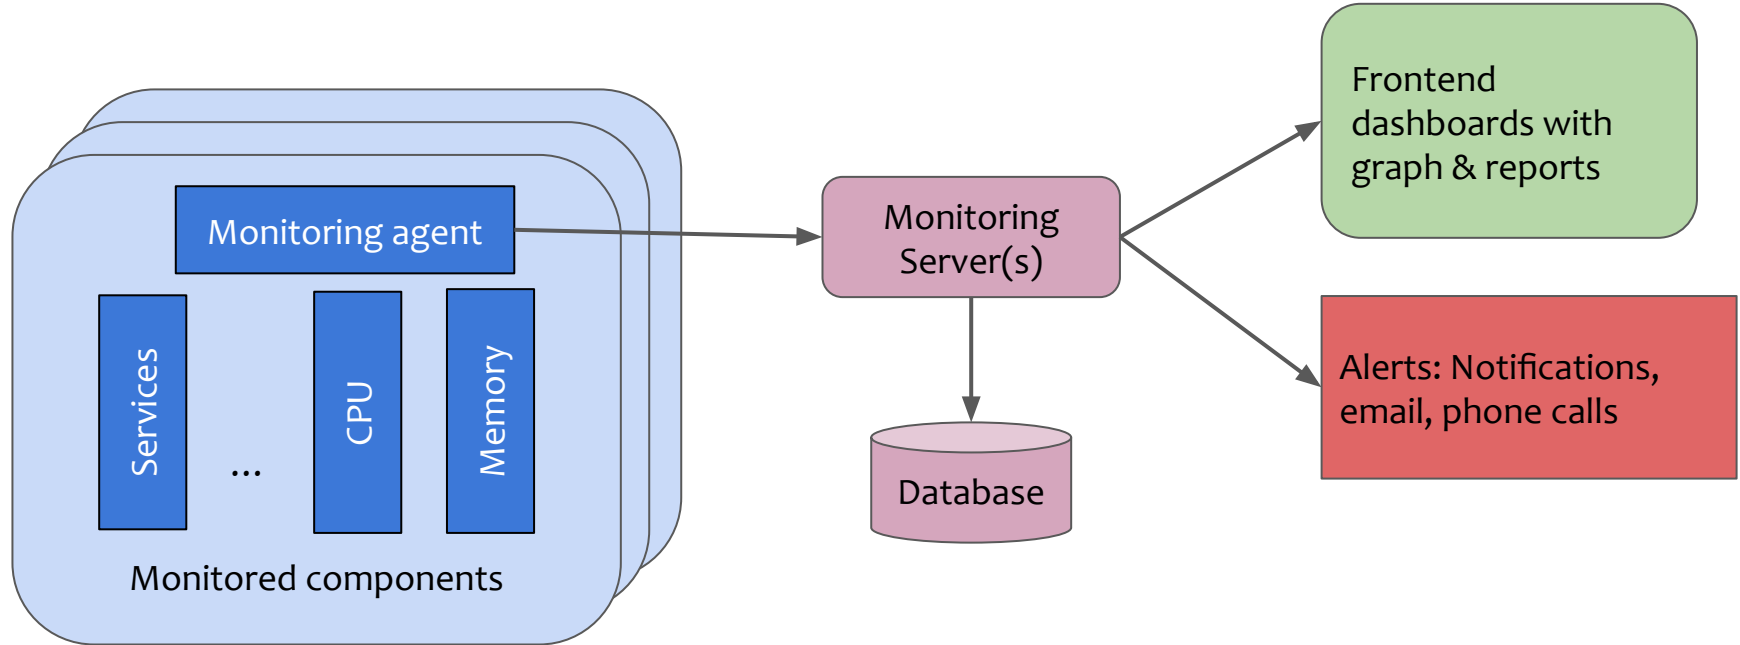 Monitoring agent
Services
...
CPU
Memory
Monitored components
Monitoring
Server(s)
Database
Frontend
dashboards with
graph & reports
Alerts: Notifications,
email, phone calls